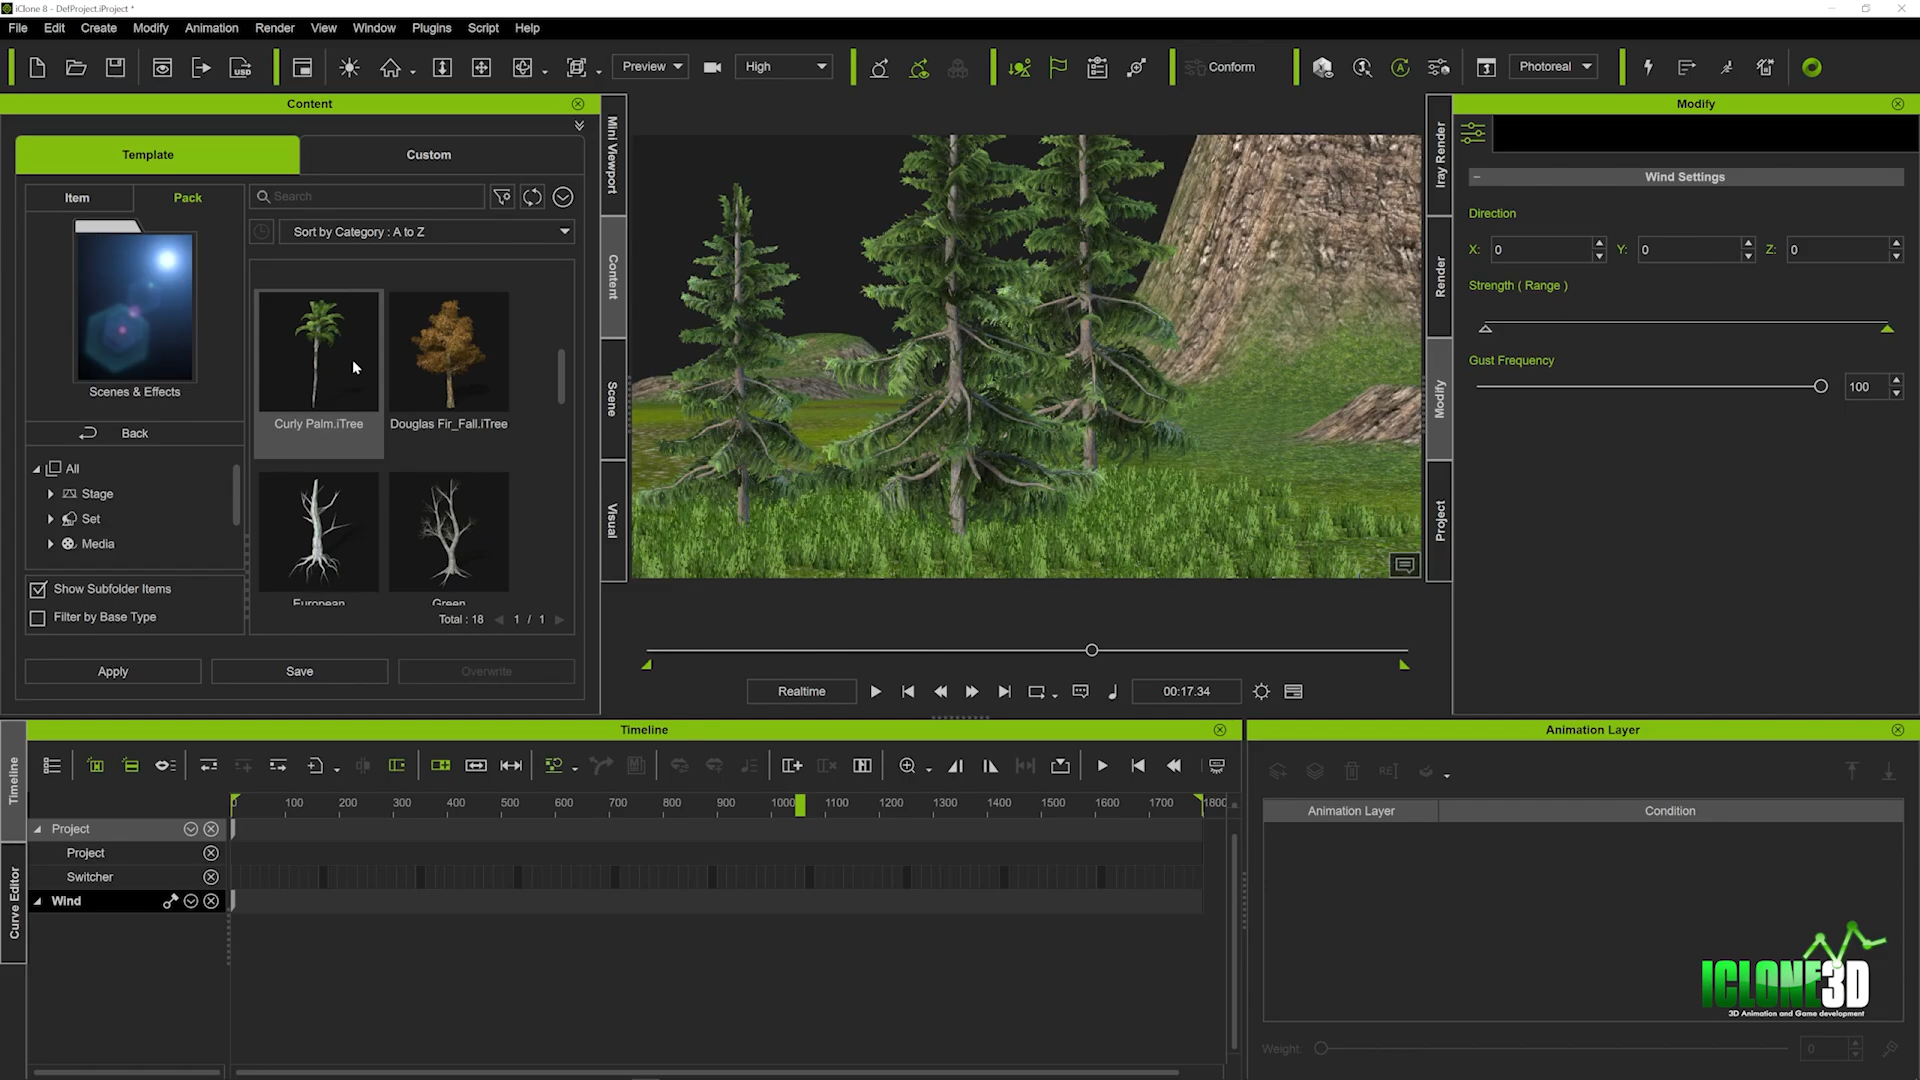 iClone 8 - DefProject.iProject *
File Edit Create Modify Animation Render View Window Plugins Script Help
USD Preview High Conform Photoreal
Content
Template Custom
Item Pack Search
Sort by Category : A to Z
Scenes & Effects
Back
All
Stage
Set
Media
Show Subfolder Items
Filter by Base Type
Curly Palm.iTree Douglas Fir_Fall.iTree
European Green
Total : 18 1 / 1
Apply Save Overwrite
Mini Viewport
Content
Scene
Visual
Realtime 00:17.34
Iray Render
Render
Modify
Project
Modify
Wind Settings
Direction
X: 0 Y: 0 Z: 0
Strength ( Range )
Gust Frequency
100
Timeline
Timeline
Curve Editor
0 100 200 300 400 500 600 700 800 900 1000 1100 1200 1300 1400 1500 1600 1700 1800
Project
Project
Switcher
Wind
Animation Layer
Animation Layer Condition
ICLONE3D
3D Animation and Game development
Weight: 0